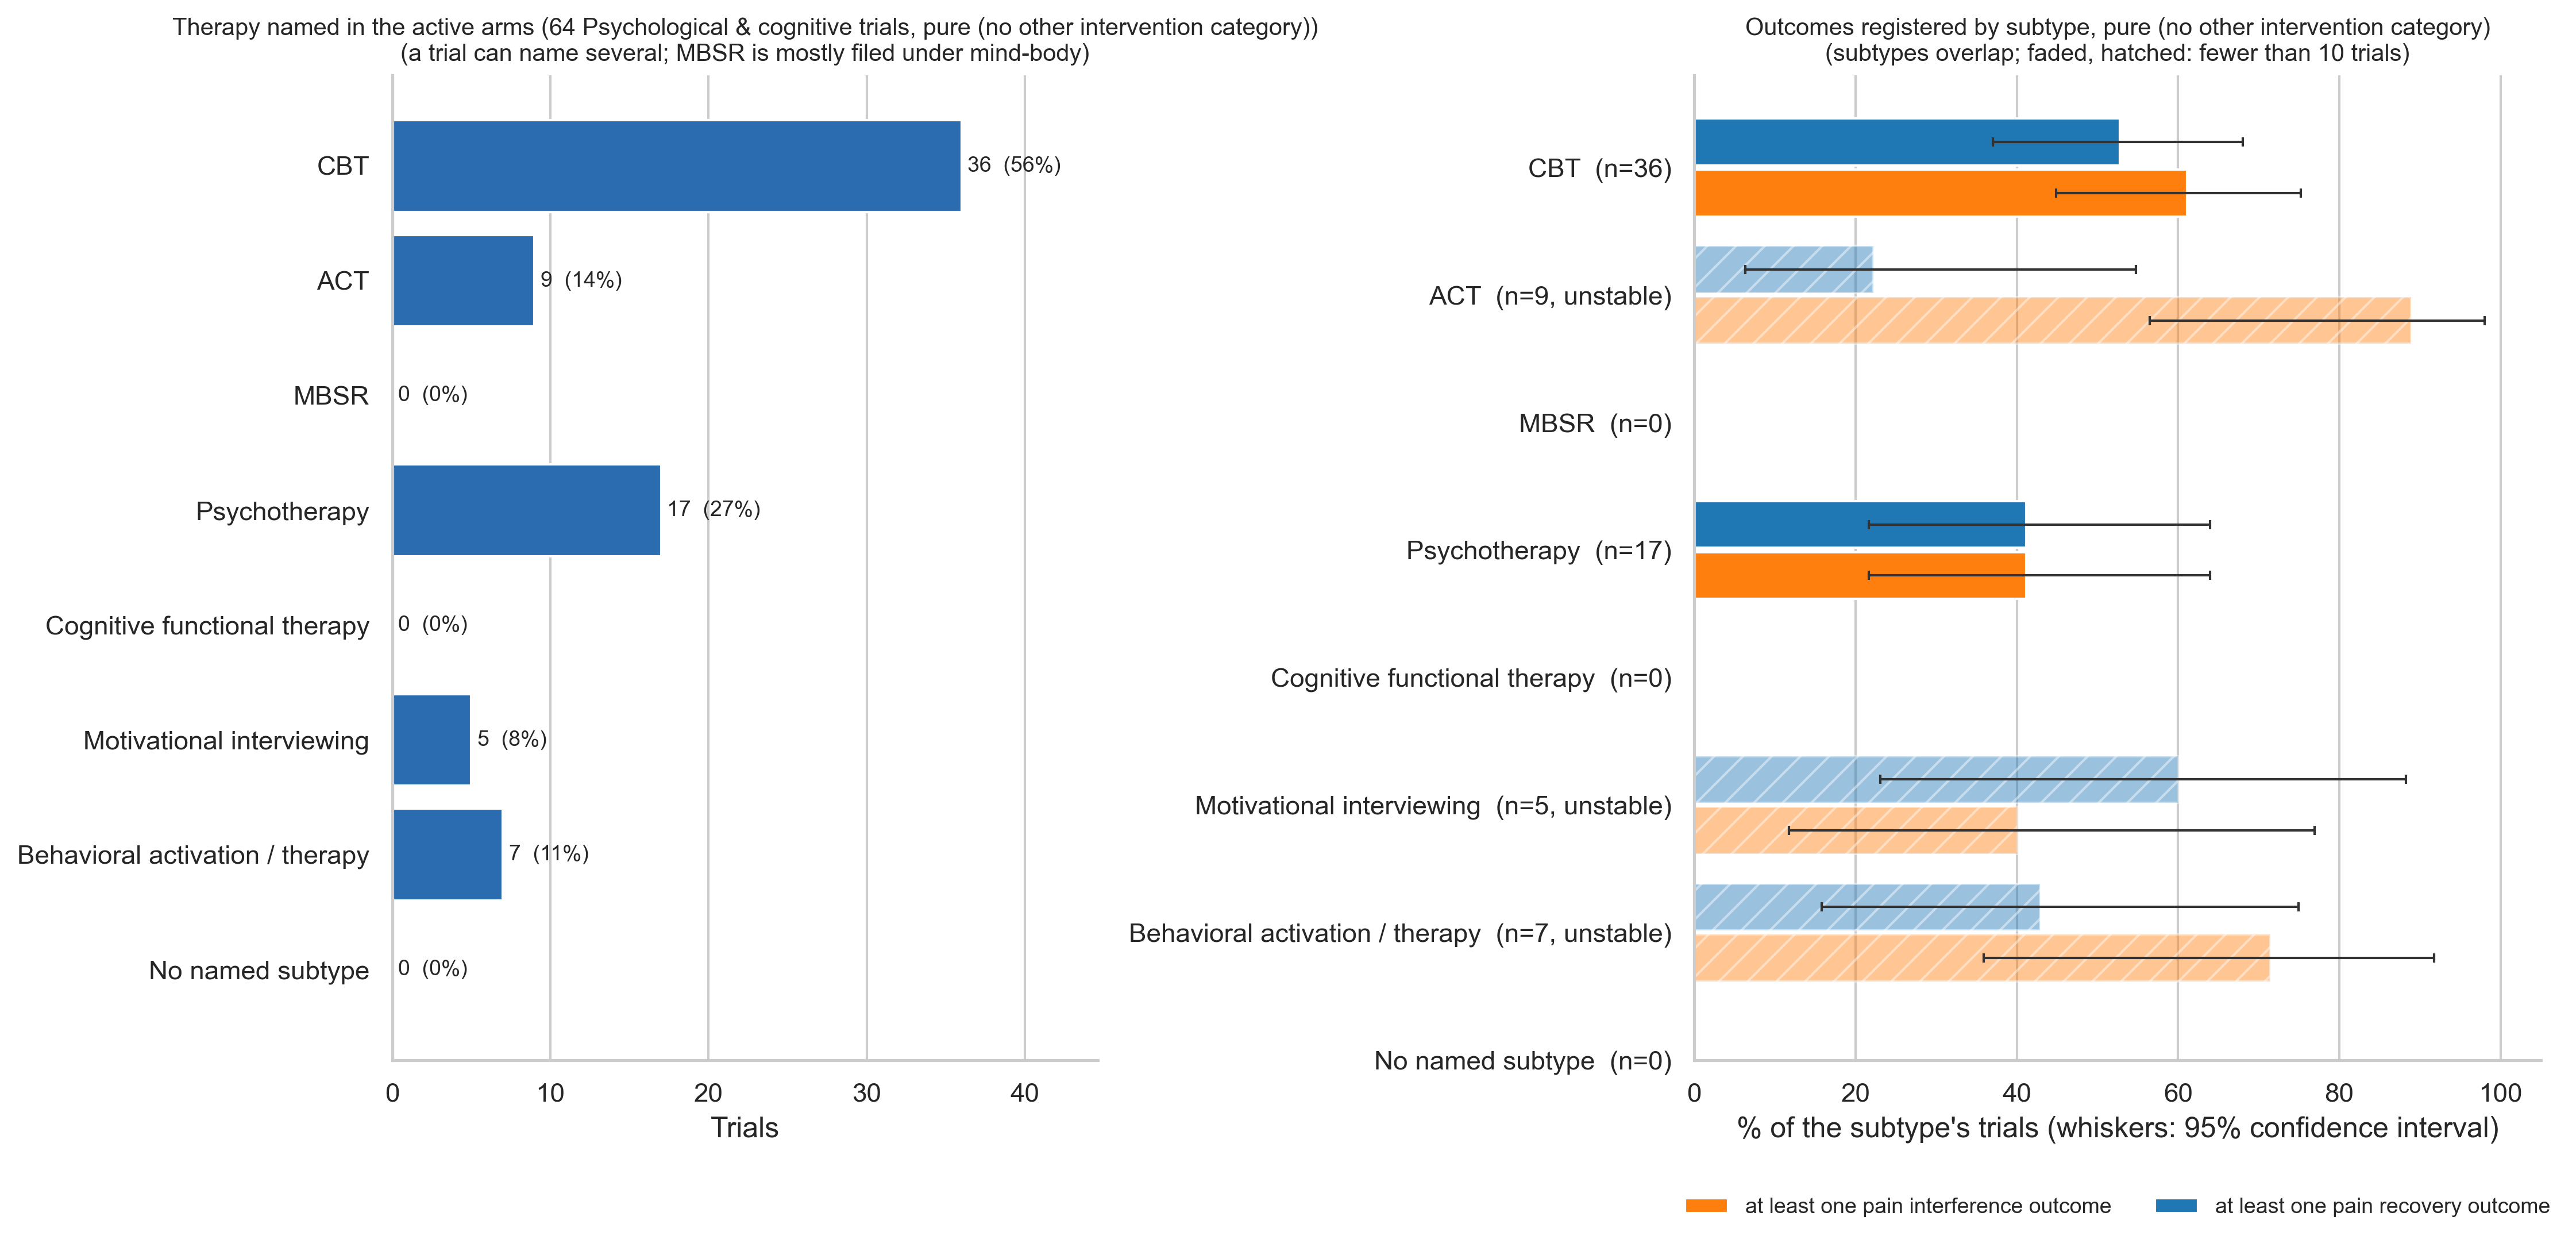 Therapy named in the active arms (64 Psychological & cognitive trials, pure (no other intervention category))
(a trial can name several; MBSR is mostly filed under mind-body)
CBT
36 (56%)
ACT
9 (14%)
MBSR
0 (0%)
Psychotherapy
17 (27%)
Cognitive functional therapy
0 (0%)
Motivational interviewing
5 (8%)
Behavioral activation / therapy
7 (11%)
No named subtype
0 (0%)
0 10 20 30 40
Trials
Outcomes registered by subtype, pure (no other intervention category)
(subtypes overlap; faded, hatched: fewer than 10 trials)
CBT (n=36)
ACT (n=9, unstable)
MBSR (n=0)
Psychotherapy (n=17)
Cognitive functional therapy (n=0)
Motivational interviewing (n=5, unstable)
Behavioral activation / therapy (n=7, unstable)
No named subtype (n=0)
0 20 40 60 80 100
% of the subtype's trials (whiskers: 95% confidence interval)
at least one pain interference outcome
at least one pain recovery outcome